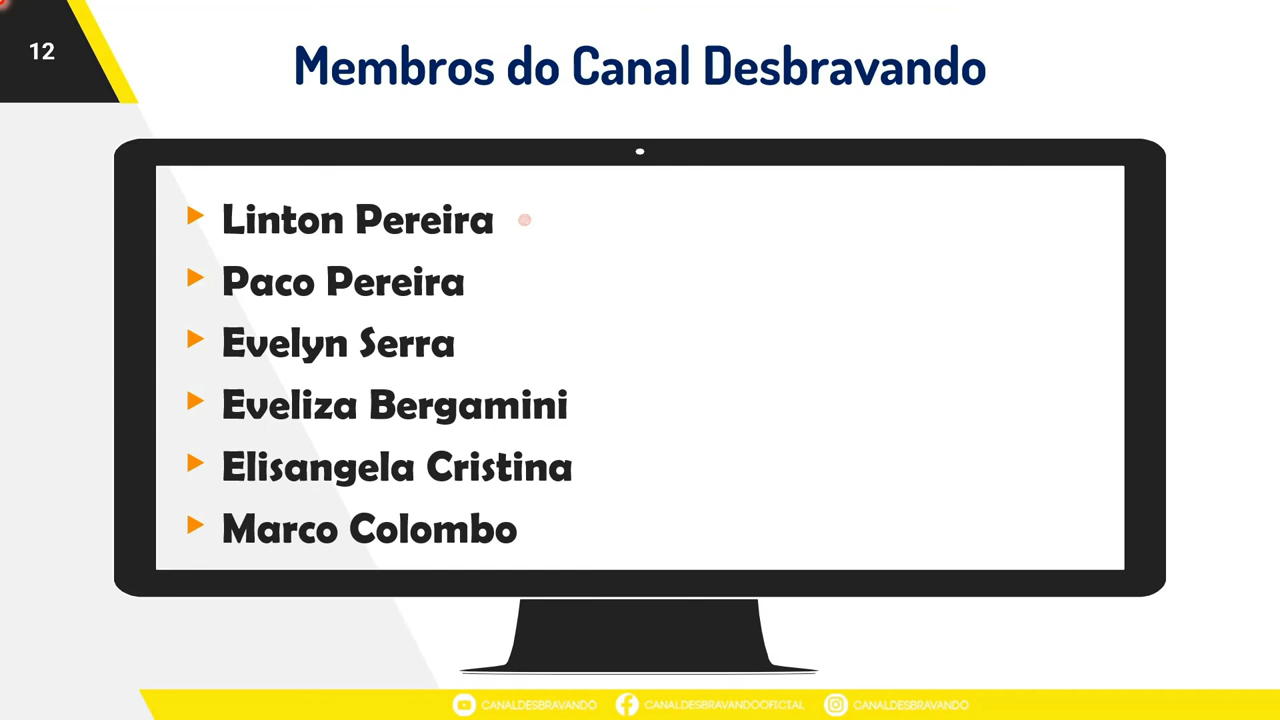 12
Membros do Canal Desbravando
Linton Pereira
Paco Pereira
Evelyn Serra
Eveliza Bergamini
Elisangela Cristina
Marco Colombo
CANALDESBRAVANDO CANALDESBRAVANDOOFICIAL CANALDESBRAVANDO